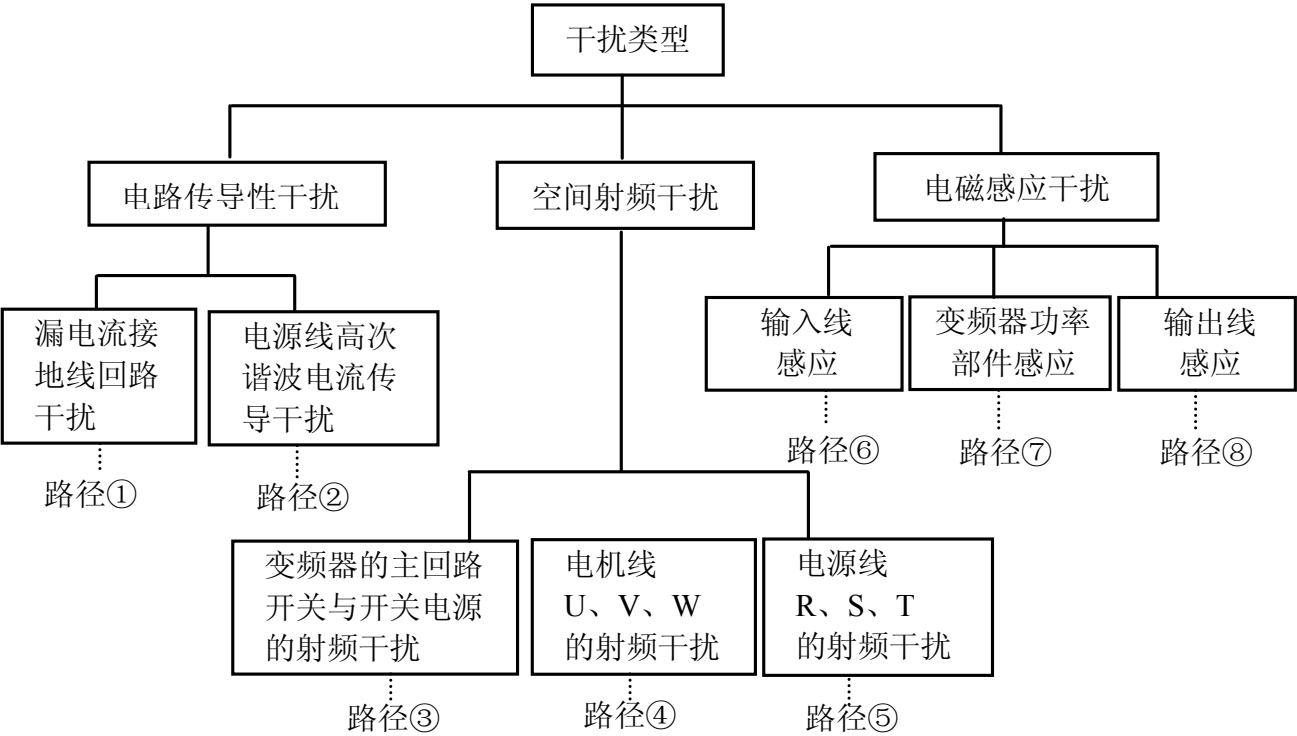 干扰类型
电路传导性干扰
空间射频干扰
电磁感应干扰
漏电流接
地线回路
干扰
电源线高次
谐波电流传
导干扰
输入线
感应
变频器功率
部件感应
输出线
感应
路径①
路径②
路径⑥
路径⑦
路径⑧
变频器的主回路
开关与开关电源
的射频干扰
电机线
U、V、W
的射频干扰
电源线
R、S、T
的射频干扰
路径③
路径④
路径⑤